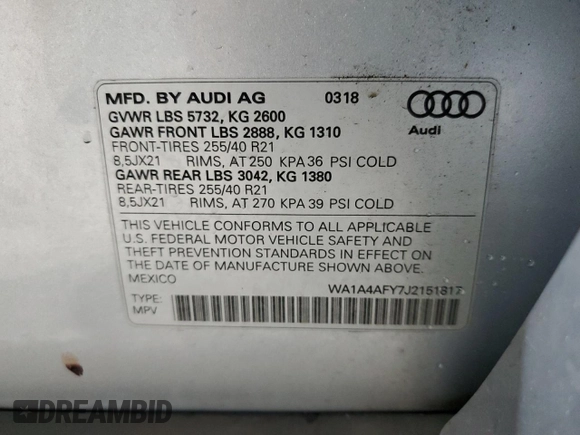 MFD. BY AUDI AG 0318
GVWR LBS 5732, KG 2600
GAWR FRONT LBS 2888, KG 1310
FRONT-TIRES 255/40 R21
8,5JX21 RIMS, AT 250 KPA 36 PSI COLD
GAWR REAR LBS 3042, KG 1380
REAR-TIRES 255/40 R21
8,5JX21 RIMS, AT 270 KPA 39 PSI COLD
Audi
THIS VEHICLE CONFORMS TO ALL APPLICABLE
U.S. FEDERAL MOTOR VEHICLE SAFETY AND
THEFT PREVENTION STANDARDS IN EFFECT ON
THE DATE OF MANUFACTURE SHOWN ABOVE.
MEXICO
WA1A4AFY7J2151817
TYPE:
MPV
DREAMBID